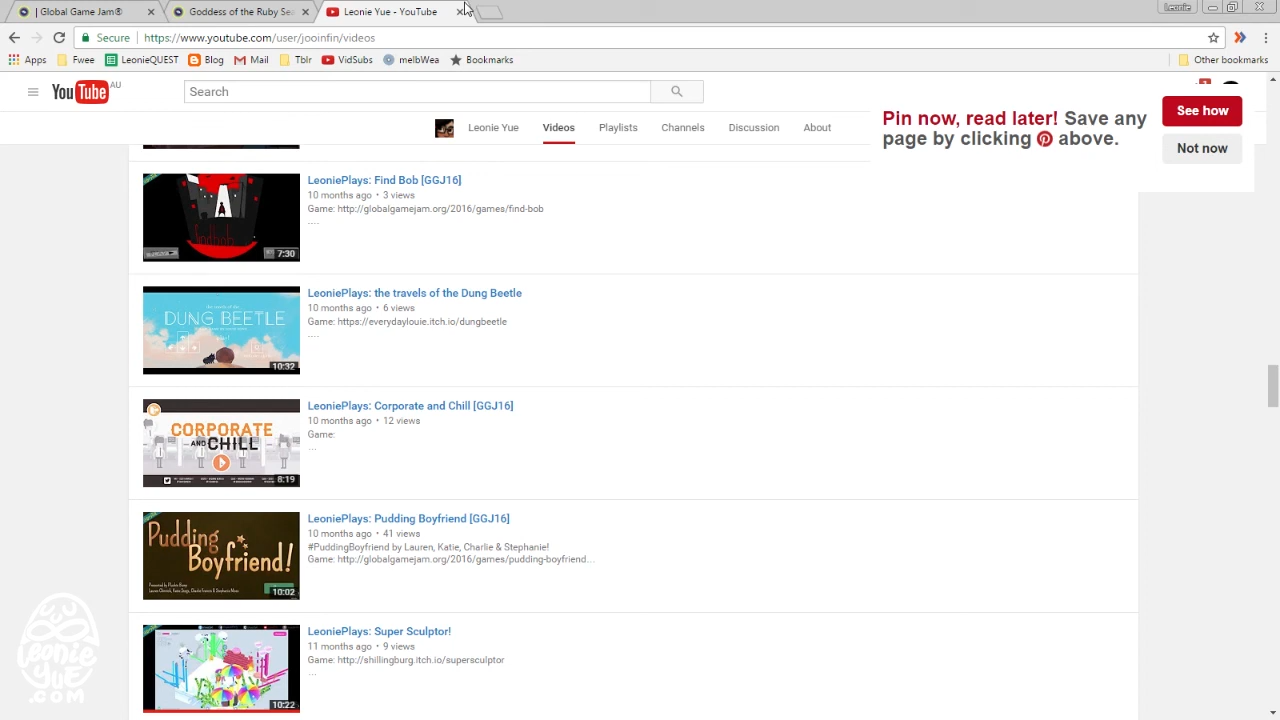 | Global Game Jam®
Goddess of the Ruby Se
Leonie Yue - YouTube
Leonie
Secure
https://www.youtube.com/user/jooinfin/videos
Apps
Fwee
LeonieQUEST
Blog
Mail
Tblr
VidSubs
melbWea
Bookmarks
Other bookmarks
YouTube AU
Search
Pin now, read later! Save any
page by clicking above.
See how
Not now
Leonie Yue
Videos
Playlists
Channels
Discussion
About
findbob
7:30
LeoniePlays: Find Bob [GGJ16]
10 months ago • 3 views
Game: http://globalgamejam.org/2016/games/find-bob
....
the travels of the
DUNG BEETLE
10:32
LeoniePlays: the travels of the Dung Beetle
10 months ago • 6 views
Game: https://everydaylouie.itch.io/dungbeetle
....
CORPORATE
AND CHILL
8:19
LeoniePlays: Corporate and Chill [GGJ16]
10 months ago • 12 views
Game:
...
Pudding
Boyfriend!
10:02
LeoniePlays: Pudding Boyfriend [GGJ16]
10 months ago • 41 views
#PuddingBoyfriend by Lauren, Katie, Charlie & Stephanie!
Game: http://globalgamejam.org/2016/games/pudding-boyfriend...
10:22
LeoniePlays: Super Sculptor!
11 months ago • 9 views
Game: http://shillingburg.itch.io/supersculptor
...
Leonie
Yue
.COM